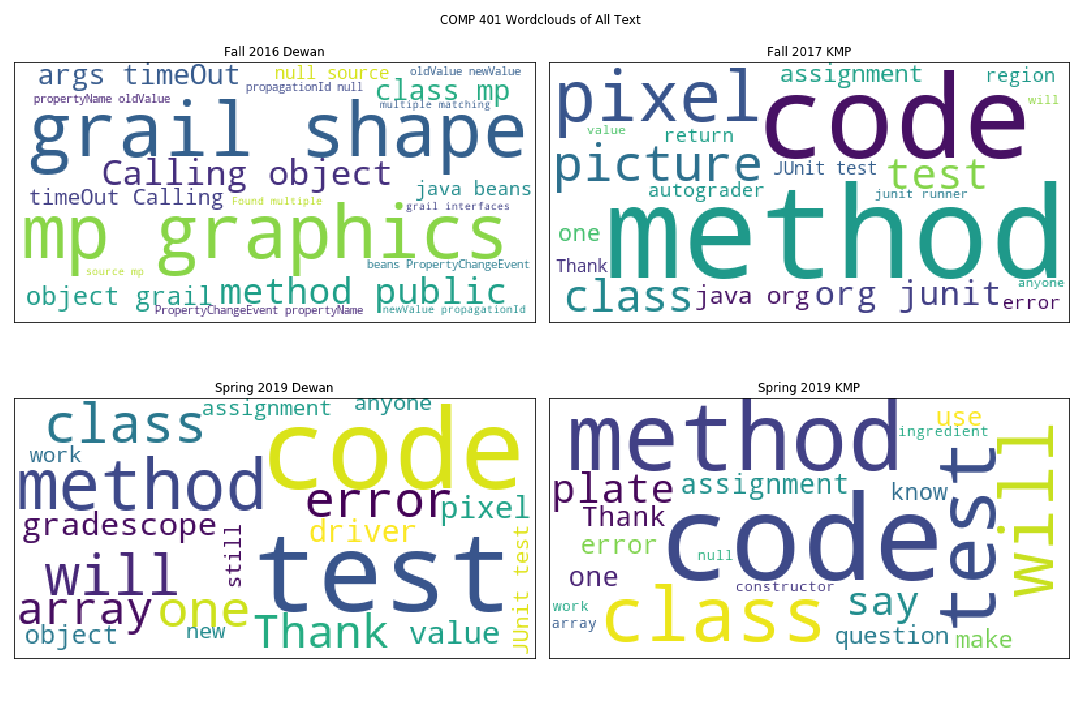 COMP 401 Wordclouds of All Text
Fall 2016 Dewan
args timeOut
null source
oldValue newValue
propagationId null
class mp
propertyName oldValue
multiple matching
grail shape
Calling object
java beans
timeOut Calling
Found multiple
grail interfaces
mp graphics
source mp
beans PropertyChangeEvent
object grail
method public
PropertyChangeEvent propertyName
newValue propagationId
Fall 2017 KMP
pixel
assignment
region
code
will
value
return
picture
JUnit test
test
autograder
junit runner
method
one
Thank
class
java org
org junit
anyone
error
Spring 2019 Dewan
class
assignment
anyone
code
work
method
error
pixel
gradescope
driver
still
test
JUnit test
will
array
one
object
new
Thank
value
Spring 2019 KMP
method
use
ingredient
plate
assignment
know
test
will
Thank
code
error
null
one
constructor
work
array
class
say
question
make